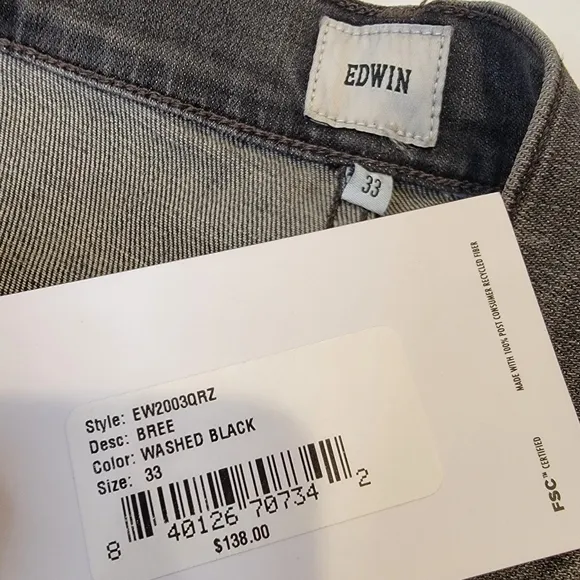 EDWIN
33
MADE WITH 100% POST CONSUMER RECYCLED FIBER
FSC™ CERTIFIED
Style: EW2003QRZ
Desc: BREE
Color: WASHED BLACK
Size: 33
8 40126 70734 2
$138.00